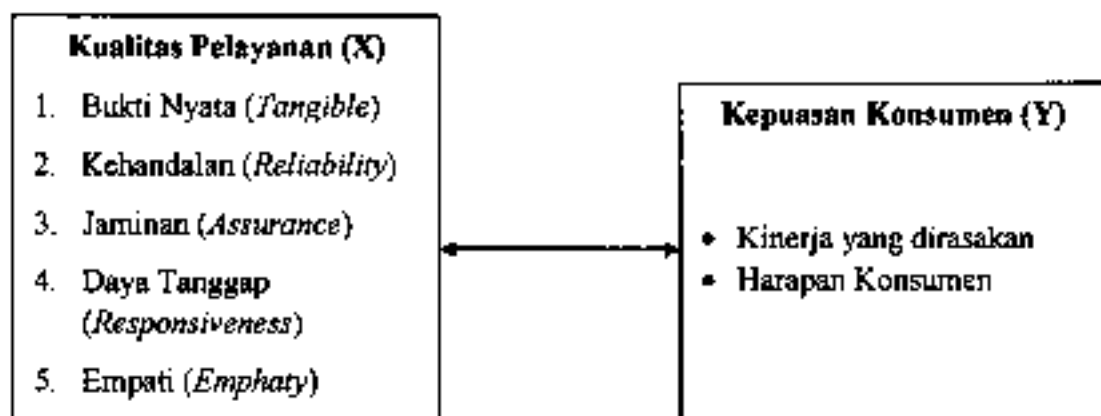 Kualitas Pelayanan (X)
1. Bukti Nyata (Tangible)
2. Kehandalan (Reliability)
3. Jaminan (Assurance)
4. Daya Tanggap
(Responsiveness)
5. Empati (Emphaty)
Kepuasan Konsumen (Y)
• Kinerja yang dirasakan
• Harapan Konsumen